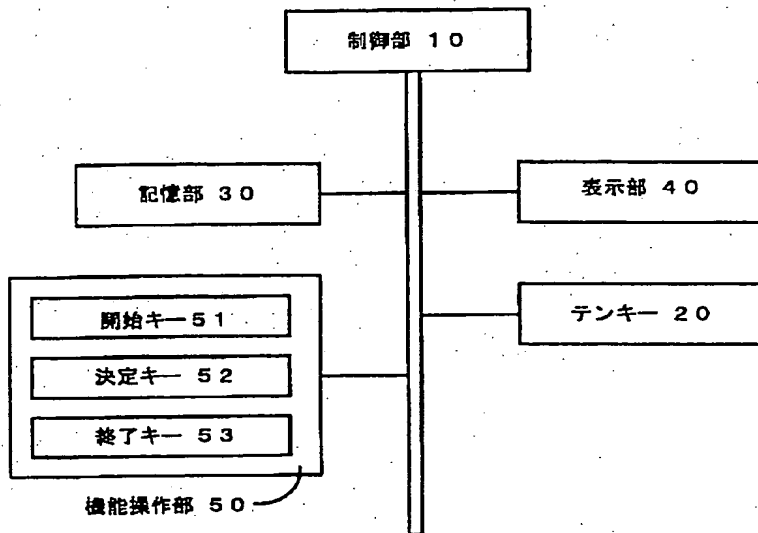 制御部 10
記憶部 30
表示部 40
開始キー 51
テンキー 20
決定キー 52
終了キー 53
機能操作部 50